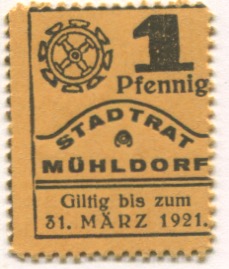 1
Pfennig
STADTRAT
MÜHLDORF
Giltig bis zum
31. MÄRZ 1921.